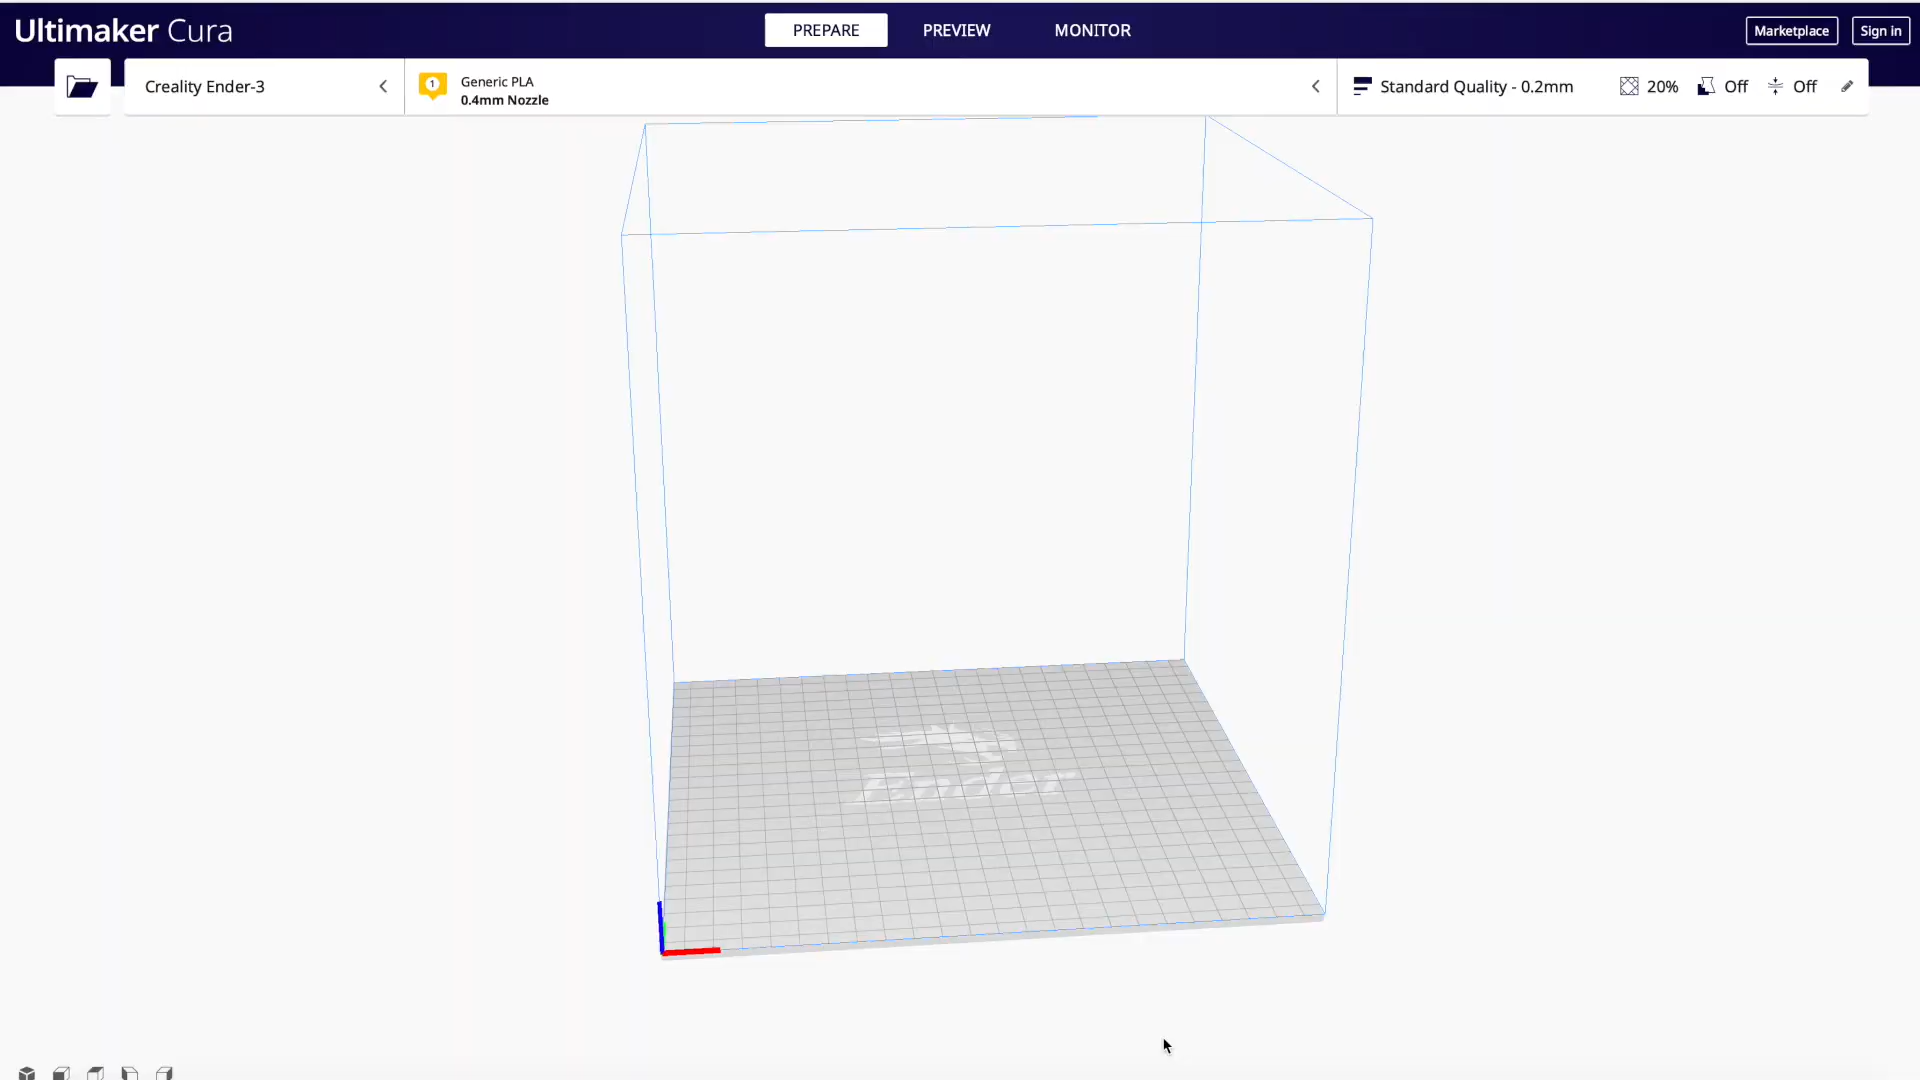 Ultimaker Cura
PREPARE
PREVIEW
MONITOR
Marketplace
Sign in
Creality Ender-3
1
Generic PLA
0.4mm Nozzle
Standard Quality - 0.2mm
20%
Off
Off
Ender